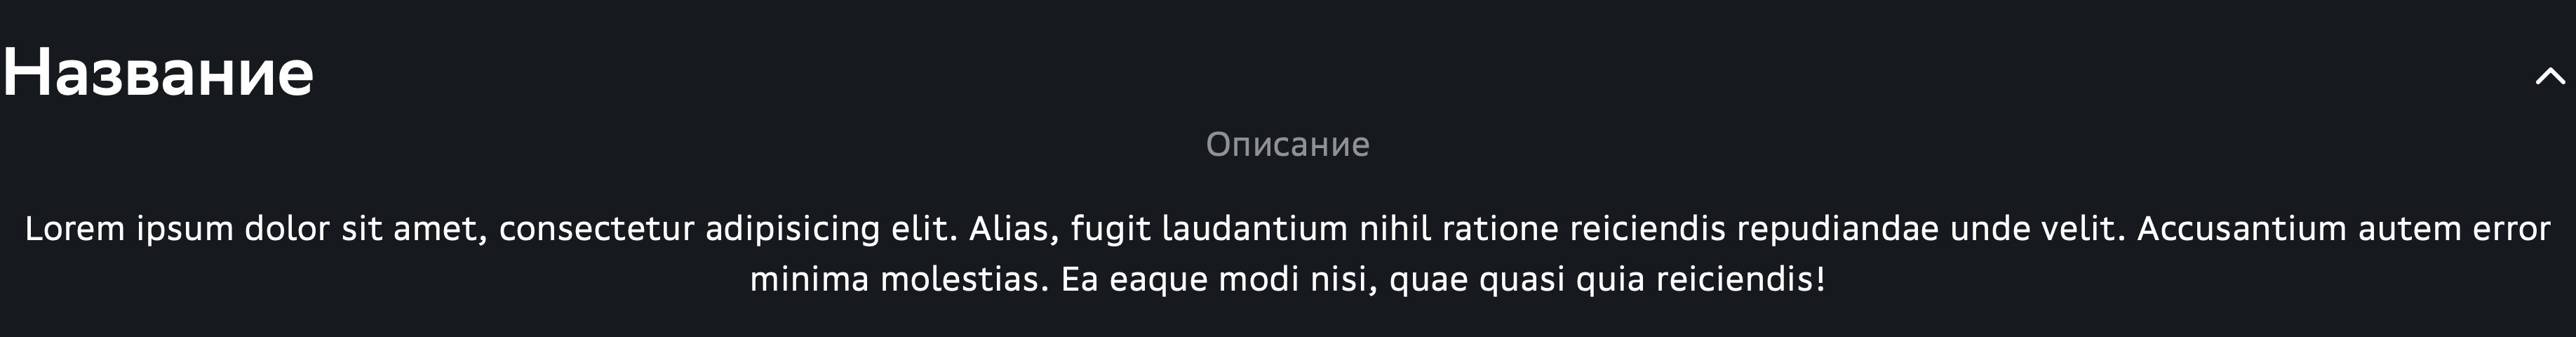 Название
Описание
Lorem ipsum dolor sit amet, consectetur adipisicing elit. Alias, fugit laudantium nihil ratione reiciendis repudiandae unde velit. Accusantium autem error
minima molestias. Ea eaque modi nisi, quae quasi quia reiciendis!